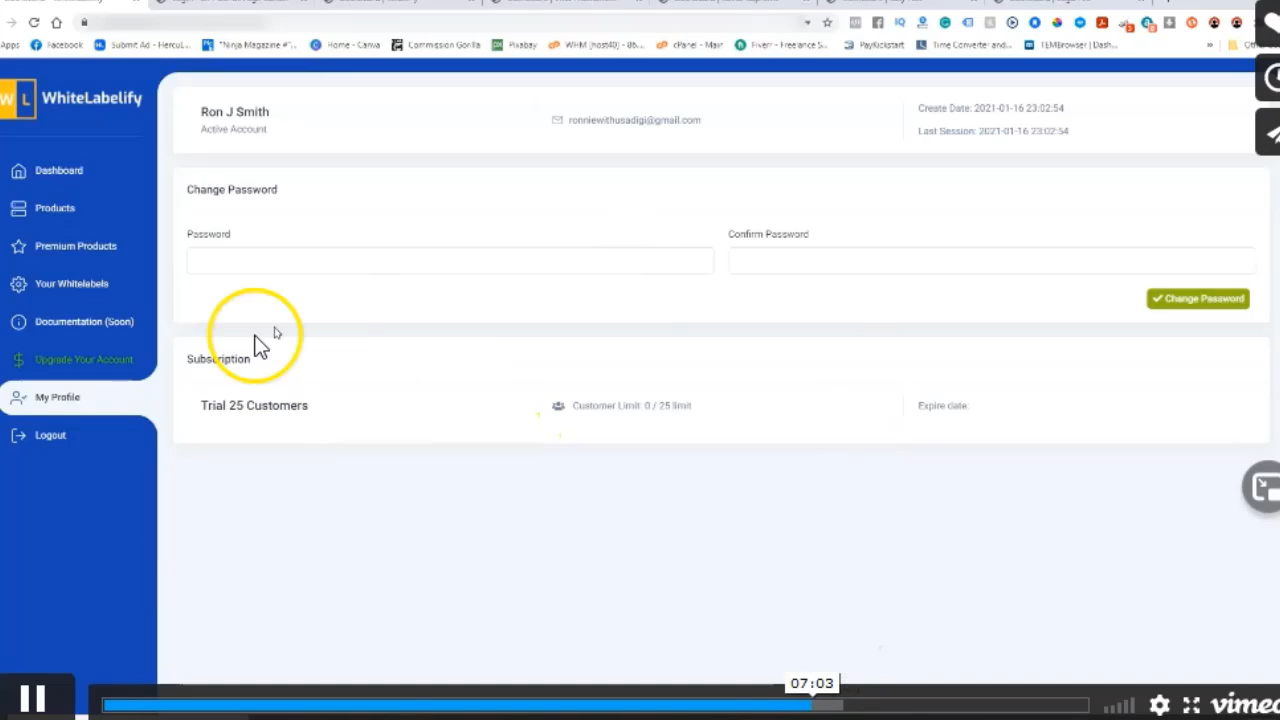 Apps Facebook Submit Ad - HercuL... "Ninja Magazine #"... Home - Canva Commission Gorilla Pixabay WHM (host40) - 86... cPanel - Main Fiverr - Freelance S... PayKickstart Time Converter and... TEMBrowser | Dash... »
W L WhiteLabelify
Ron J Smith
Active Account
ronniewithusadigi@gmail.com
Create Date: 2021-01-16 23:02:54
Last Session: 2021-01-16 23:02:54
Dashboard
Products
Premium Products
Your Whitelabels
Documentation (Soon)
Upgrade Your Account
My Profile
Logout
Change Password
Password
Confirm Password
Change Password
Subscription
Trial 25 Customers
Customer Limit: 0 / 25 limit
Expire date:
07:03
vimeo